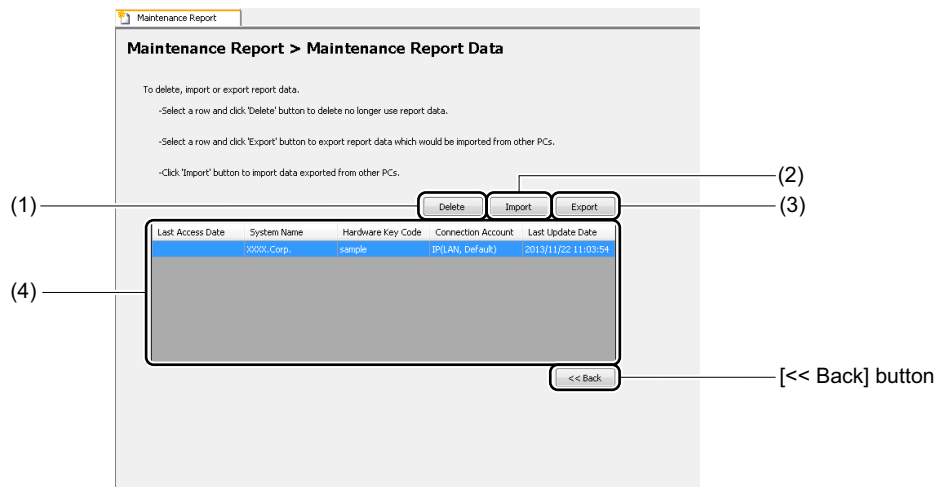 Maintenance Report
Maintenance Report > Maintenance Report Data
To delete, import or export report data.
-Select a row and click 'Delete' button to delete no longer use report data.
-Select a row and click 'Export' button to export report data which would be imported from other PCs.
-Click 'Import' button to import data exported from other PCs.
(2)
(1) Delete Import Export (3)
Last Access Date System Name Hardware Key Code Connection Account Last Update Date
XXXX.Corp. sample IP(LAN, Default) 2013/11/22 11:03:54
(4)
<< Back [<< Back] button